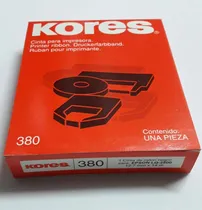 KORES
Cinta para impresora.
Printer ribbon. Druckerfarbband.
Ruban pour imprimante.
380
Contenido:
UNA PIEZA
KORES
380